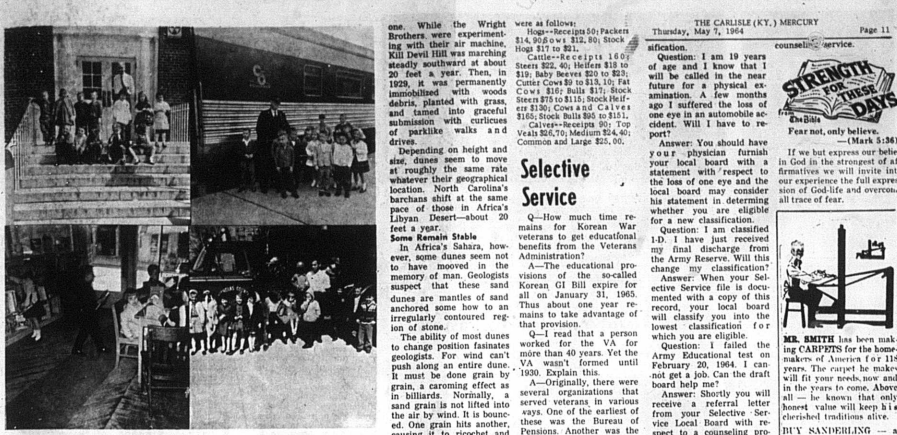 THE CARLISLE (KY.) MERCURY
Thursday, May 7, 1964 Page 11
one. While the Wright
Brothers were experiment-
ing with their air machine,
Kill Devil Hill was marching
steadily southward at about
20 feet a year. Then, in
1929, it was permanently
immobilized with woods
debris, planted with grass,
and tamed into graceful
submission with curlicues
of parklike walks and
drives.
Depending on height and
size, dunes seem to move
at roughly the same rate
whatever their geographical
location. North Carolina's
barchans shift at the same
pace of those in Africa's
Libyan Desert—about 20
feet a year.
Some Remain Stable
In Africa's Sahara, how-
ever, some dunes seem not
to have mooved in the
memory of man. Geologists
suspect that these sand
dunes are mantles of sand
anchored some how to an
irregularly contoured reg-
ion of stone.
The ability of most dunes
to change position fasinates
geologists. For wind can't
push along an entire dune.
It must be done grain by
grain, a caroming effect as
in billiards. Normally, a
sand grain is not lifted into
the air by wind. It is bounc-
ed. One grain hits another,
causing it to ricochet and
were as follows:
Hogs--Receipts 50; Packers
$14.90 Sows $12.80; Stock
Hogs $17 to $21.
Cattle--Receipts 160;
Steers $22.40; Heifers $18 to
$19; Baby Beeves $20 to $23;
Cutter Cows $9 to $13.10; Fat
Cows $16; Bulls $17; Stock
Steers $75 to $115; Stock Heif-
ers $130; Cows and Calves
$165; Stock Bulls $95 to $151,
Calves--Receipts 90; Top
Veals $26.70; Medium $24.40;
Common and Large $25.00.
Selective
Service
Q—How much time re-
mains for Korean War
veterans to get educational
benefits from the Veterans
Administration?
A—The educational pro-
visions of the so-called
Korean GI Bill expire for
all on January 31, 1965.
Thus about one year re-
mains to take advantage of
that provision.
Q—I read that a person
worked for the VA for
more than 40 years. Yet the
VA wasn't formed until
1930. Explain this.
A—Originally, there were
several organizations that
served veterans in various
ways. One of the earliest
of these was the Bureau of
Pensions. Another was the
sification.
Question: I am 19 years
of age and I know that I
will be called in the near
future for a physical ex-
amination. A few months
ago I suffered the loss of
one eye in an automobile ac-
cident. Will I have to re-
port?
Answer: You should have
your physician furnish
your local board with a
statement with respect to
the loss of one eye and the
local board may consider
his statement in determing
whether you are eligible
for a new classification.
Question: I am classified
1-D. I have just received
my final discharge from
the Army Reserve. Will this
change my classification?
Answer: When your Sel-
ective Service file is doc-
umented with a copy of this
record, your local board
will classify you into the
lowest classification for
which you are eligible.
Question: I failed the
Army Educational test on
February 20, 1964. I can-
not get a job. Can the draft
board help me?
Answer: Shortly you will
receive a referral letter
from your Selective Ser-
vice Local Board with re-
spect to a counseling pro-
counseling service.
STRENGTH
FOR
THESE
DAYS
from
The Bible
Fear not, only believe.
—(Mark 5:36)
If we but express our belie
in God in the strongest of af
firmatives we will invite int
our experience the full expres
sion of God-life and overcom
all trace of fear.
MR. SMITH has been mak-
ing CARPETS for the home-
makers of America for 118
years. The carpet he makes
will fit your needs, now and
in the years to come. Above
all — he known that only
honest value will keep his
cherished traditions alive.
BUY SANDERLING — a